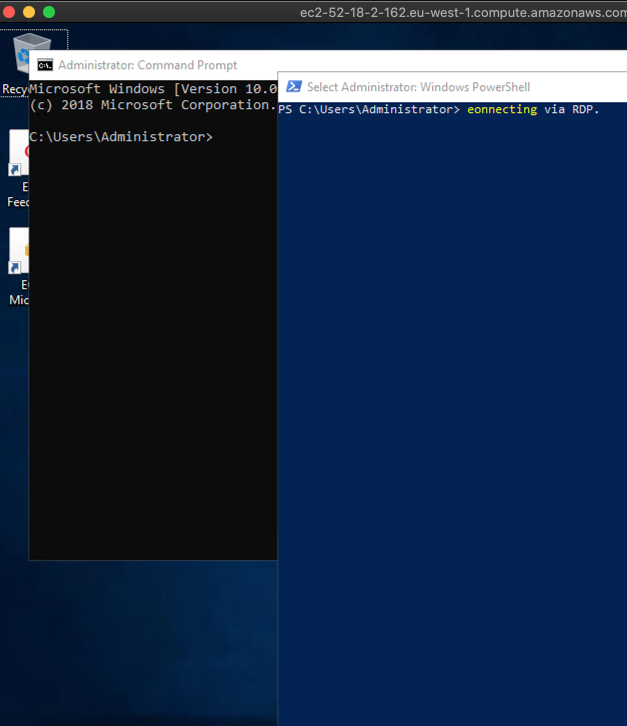 ec2-52-18-2-162.eu-west-1.compute.amazonaws.com
Administrator: Command Prompt
Microsoft Windows [Version 10.0
(c) 2018 Microsoft Corporation.
C:\Users\Administrator>
Select Administrator: Windows PowerShell
PS C:\Users\Administrator> eonnecting via RDP.
Recy
E
Feed
E
Mic